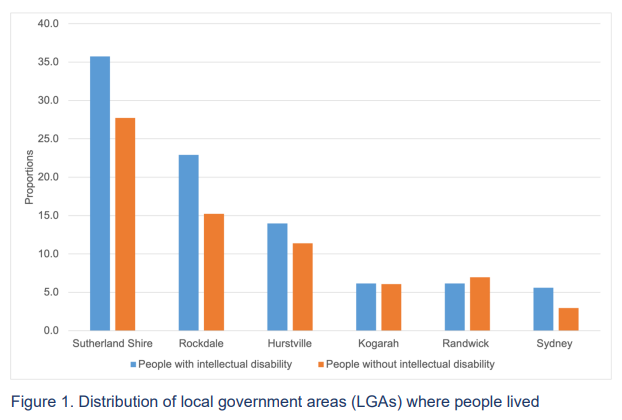 40.0
35.0
30.0
25.0
20.0
15.0
10.0
5.0
0.0
Proportions
Sutherland Shire Rockdale Hurstville Kogarah Randwick Sydney
People with intellectual disability People without intellectual disability
Figure 1. Distribution of local government areas (LGAs) where people lived